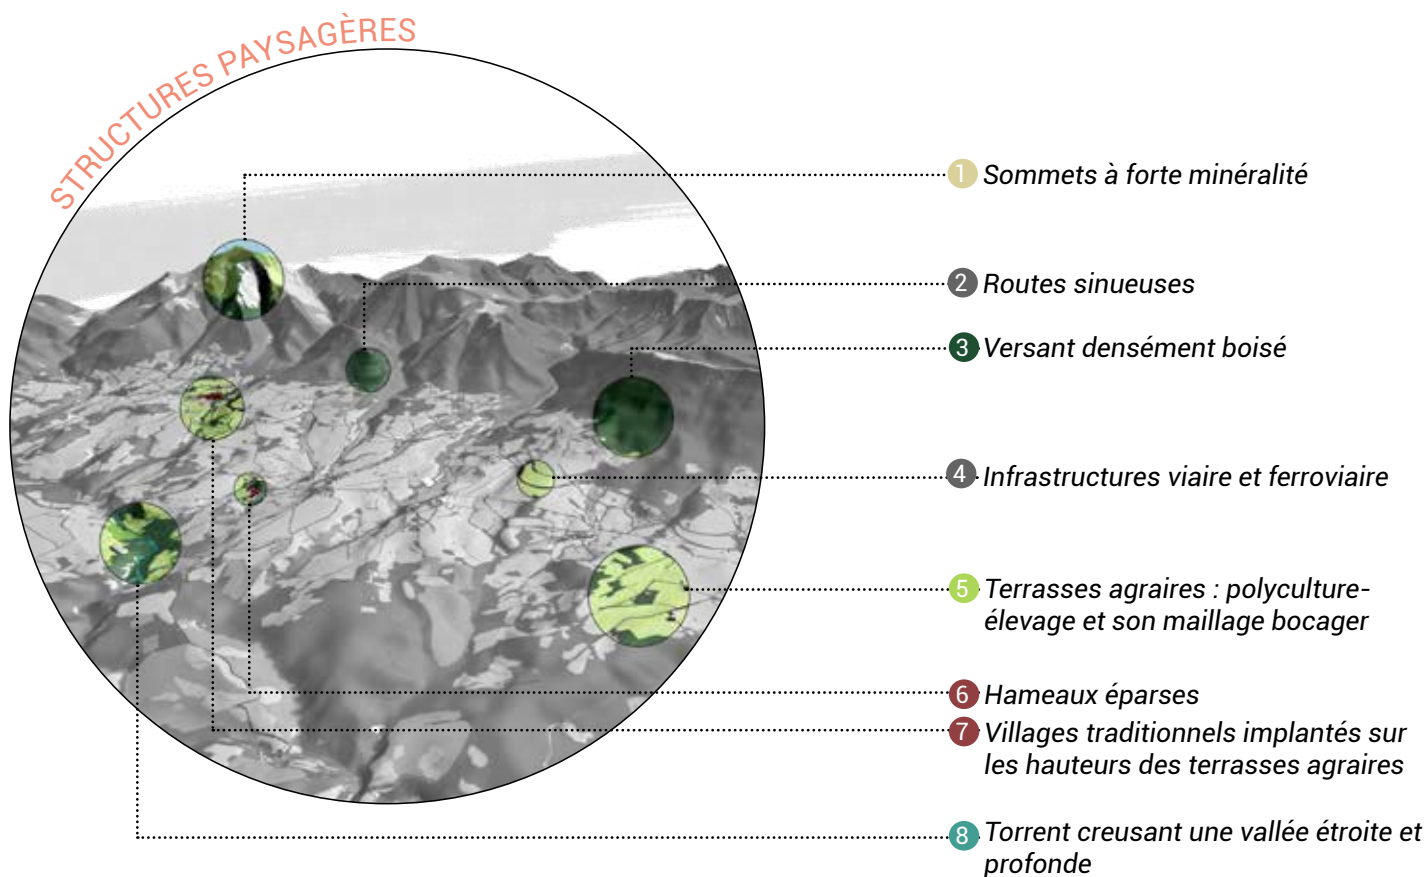 STRUCTURES PAYSAGÈRES
1 Sommets à forte minéralité
2 Routes sinueuses
3 Versant densément boisé
4 Infrastructures viaire et ferroviaire
5 Terrasses agraires : polyculture-
élevage et son maillage bocager
6 Hameaux éparses
7 Villages traditionnels implantés sur
les hauteurs des terrasses agraires
8 Torrent creusant une vallée étroite et
profonde